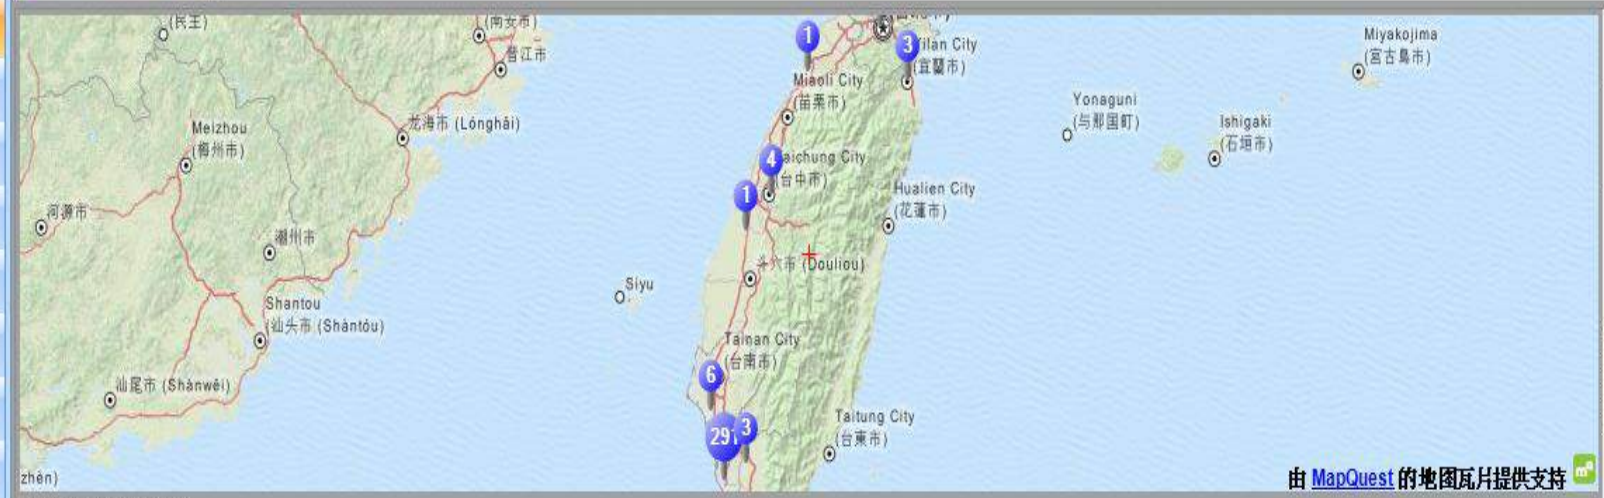 (民王)
(南安市)
晋江市
龙海市 (Lónghǎi)
Meizhou
(梅州市)
河源市
潮州市
Shantou
(汕头市 (Shàntóu)
汕尾市 (Shànwěi)
zhèn)
1
3
Yilan City
(宜蘭市)
Miaoli City
(苗栗市)
4
Taichung City
(台中市)
1
Hualien City
(花蓮市)
斗六市 (Douliou)
Siyu
Tainan City
(台南市)
6
291
3
Taitung City
(台東市)
Miyakojima
(宮古島市)
Yonaguni
(与那国町)
Ishigaki
(石垣市)
由 MapQuest 的地图瓦片提供支持